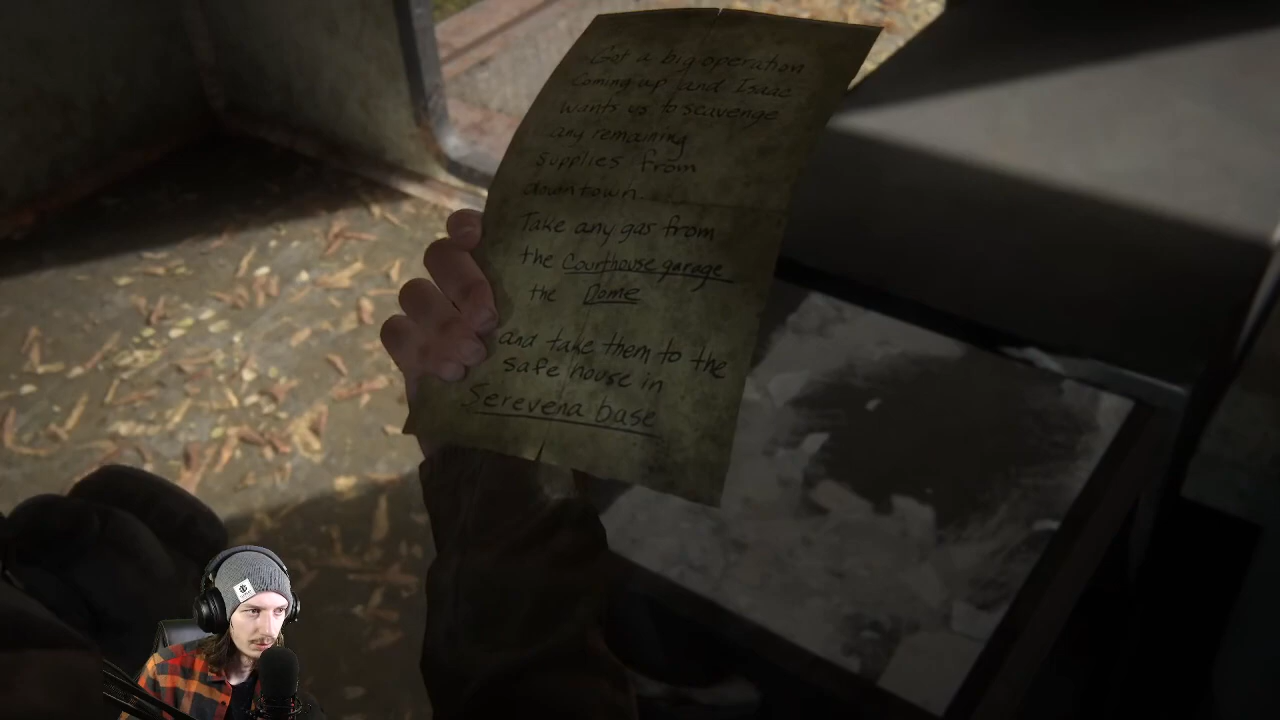 Got a big operation
coming up and Isaac
wants us to scavenge
any remaining
supplies from
downtown.
Take any gas from
the Courthouse garage
the Dome
and take them to the
safe house in
Serevena base